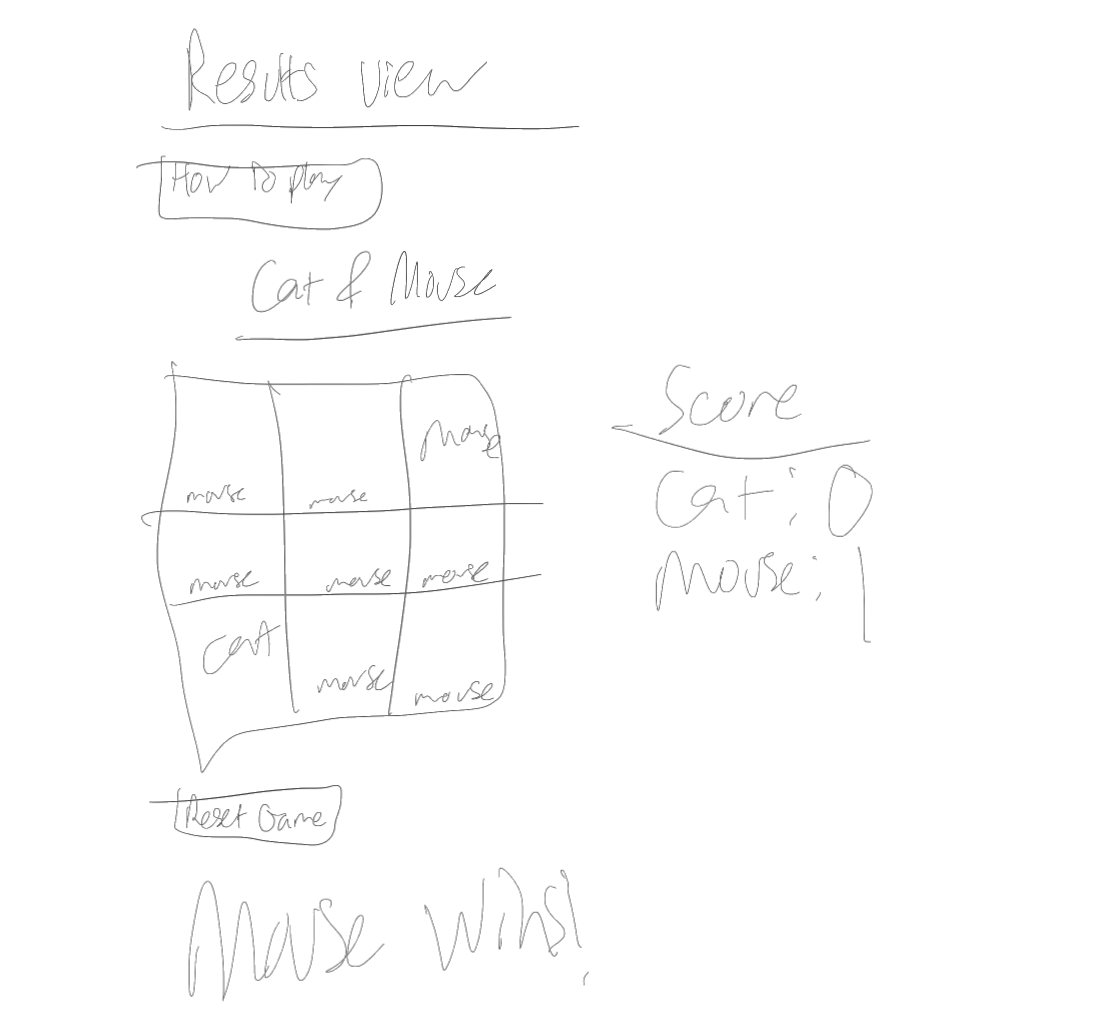 Results view
How to play
Cat & Mouse
Mouse
mouse mouse
mouse mouse mouse
cat
mouse mouse
Score
Cat: 0
Mouse: 1
Reset Game
Mouse wins!